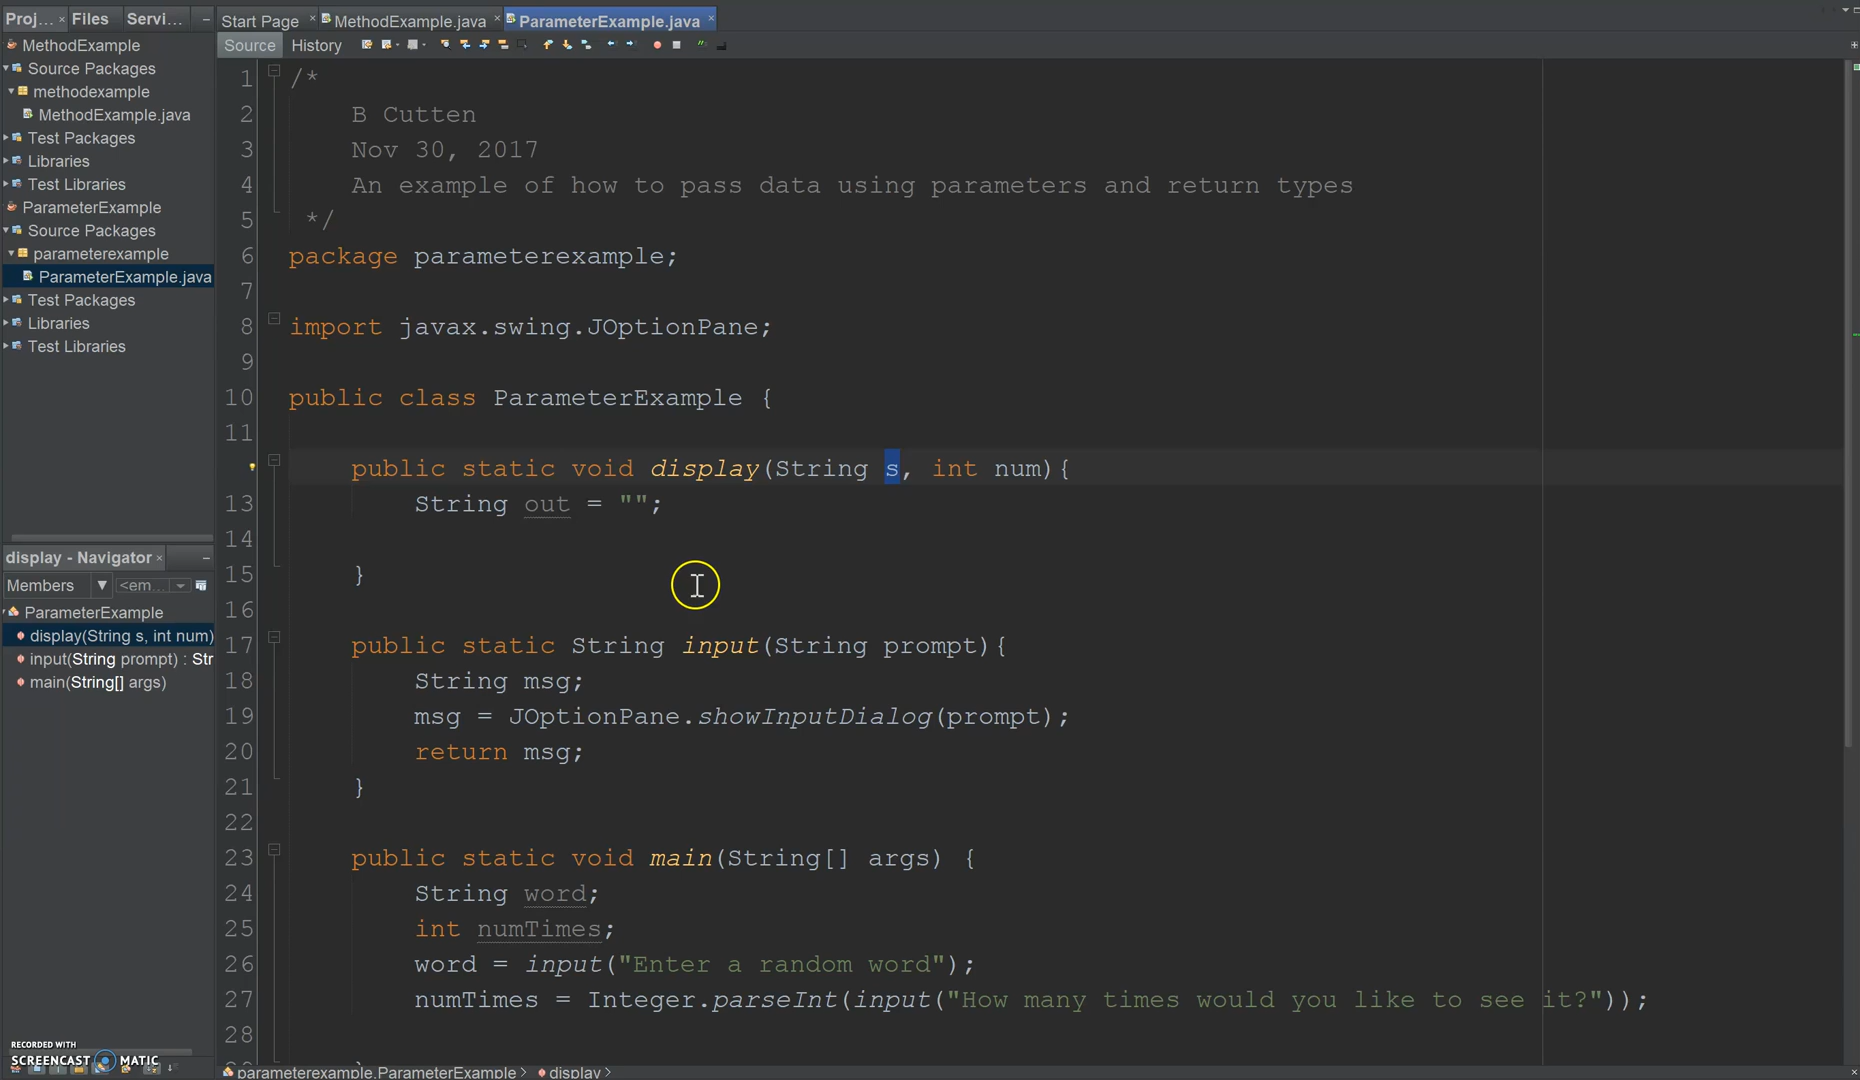 Proj... × Files Servi... –
MethodExample
Source Packages
methodexample
MethodExample.java
Test Packages
Libraries
Test Libraries
ParameterExample
Source Packages
parameterexample
ParameterExample.java
Test Packages
Libraries
Test Libraries
display - Navigator × –
Members <em...
ParameterExample
display(String s, int num)
input(String prompt) : Str
main(String[] args)
RECORDED WITH
SCREENCAST MATIC
Start Page × MethodExample.java × ParameterExample.java ×
Source History
1 /*
2 B Cutten
3 Nov 30, 2017
4 An example of how to pass data using parameters and return types
5 */
6 package parameterexample;
7
8 import javax.swing.JOptionPane;
9
10 public class ParameterExample {
11
public static void display(String s, int num){
13 String out = "";
14
15 }
16
17 public static String input(String prompt){
18 String msg;
19 msg = JOptionPane.showInputDialog(prompt);
20 return msg;
21 }
22
23 public static void main(String[] args) {
24 String word;
25 int numTimes;
26 word = input("Enter a random word");
27 numTimes = Integer.parseInt(input("How many times would you like to see it?"));
28
parameterexample.ParameterExample > display >